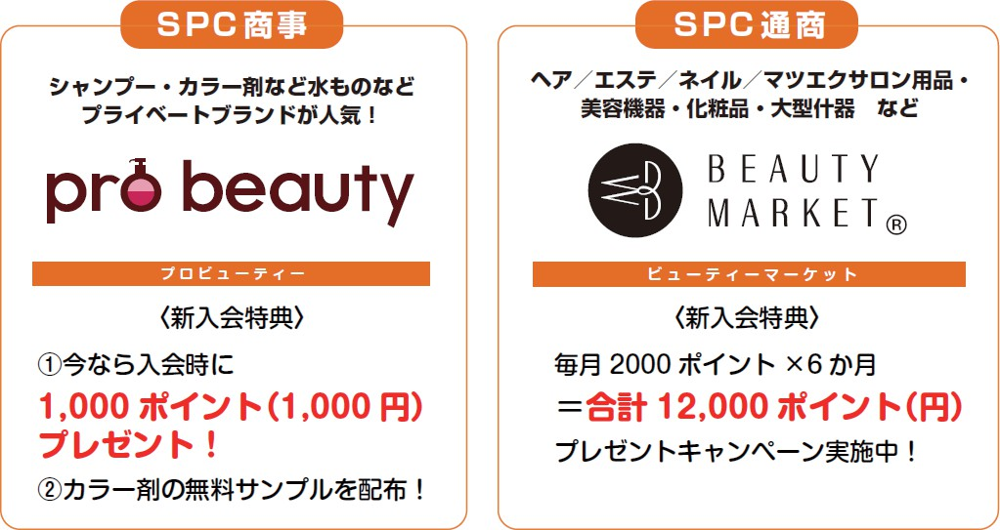 SPC商事
シャンプー・カラー剤など水ものなど
プライベートブランドが人気！
pro beauty
プロビューティー
〈新入会特典〉
①今なら入会時に
1,000 ポイント(1,000 円)
プレゼント！
②カラー剤の無料サンプルを配布！
SPC通商
ヘア／エステ／ネイル／マツエクサロン用品・
美容機器・化粧品・大型什器　など
BEAUTY
MARKET®
ビューティーマーケット
〈新入会特典〉
毎月 2000 ポイント ×6 か月
＝合計 12,000 ポイント(円)
プレゼントキャンペーン実施中！